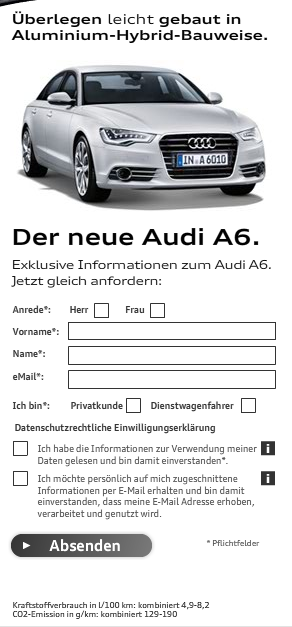 Überlegen leicht gebaut in
Aluminium-Hybrid-Bauweise.
IN A 6010
Der neue Audi A6.
Exklusive Informationen zum Audi A6.
Jetzt gleich anfordern:
Anrede*: Herr Frau
Vorname*:
Name*:
eMail*:
Ich bin*: Privatkunde Dienstwagenfahrer
Datenschutzrechtliche Einwilligungserklärung
Ich habe die Informationen zur Verwendung meiner i
Daten gelesen und bin damit einverstanden*.
Ich möchte persönlich auf mich zugeschnittene i
Informationen per E-Mail erhalten und bin damit
einverstanden, dass meine E-Mail Adresse erhoben,
verarbeitet und genutzt wird.
Absenden * Pflichtfelder
Kraftstoffverbrauch in l/100 km: kombiniert 4,9-8,2
CO2-Emission in g/km: kombiniert 129-190